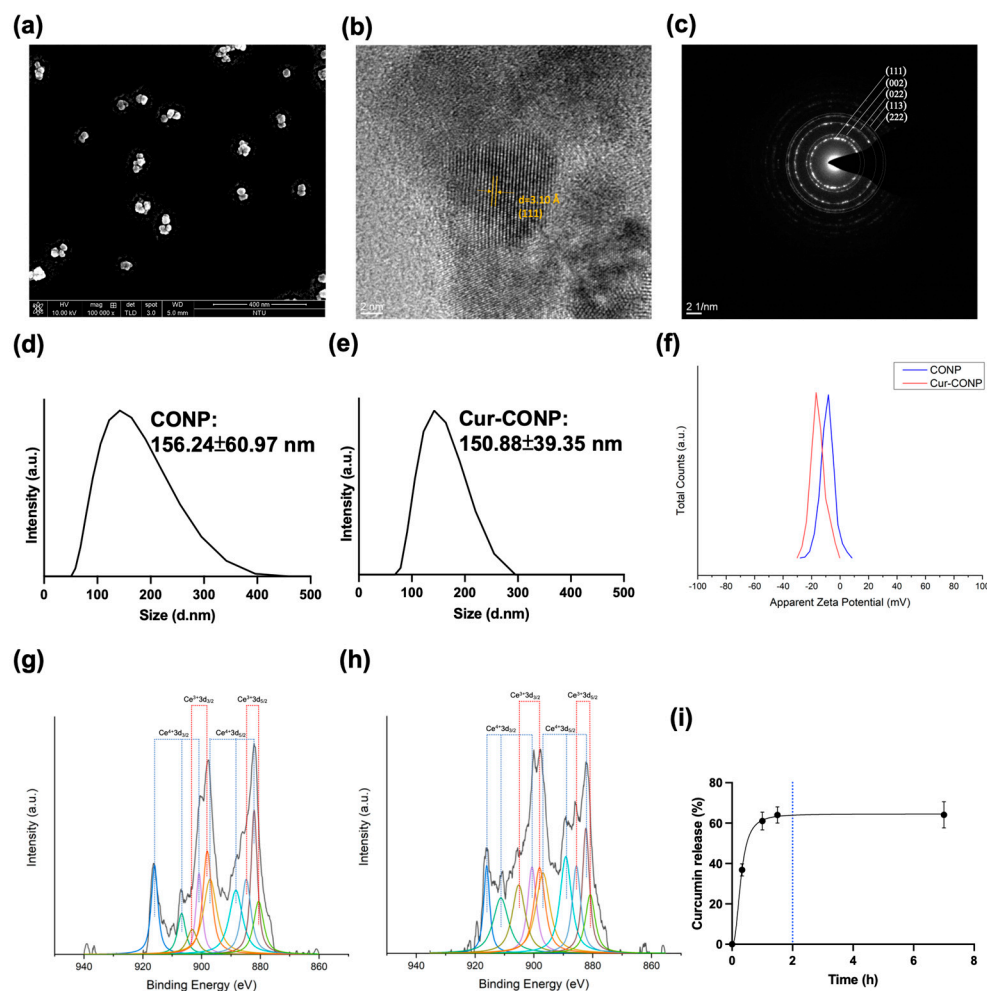 (a)
HV mag det spot WD 400 nm
10.00 kV 100 000 x TLD 3.0 5.0 mm NTU
(b)
d=3.10 Å
(111)
2 nm
(c)
(111)
(002)
(022)
(113)
(222)
2 1/nm
(d)
CONP:
156.24±60.97 nm
Intensity (a.u.)
0 100 200 300 400 500
Size (d.nm)
(e)
Cur-CONP:
150.88±39.35 nm
Intensity (a.u.)
0 100 200 300 400 500
Size (d.nm)
(f)
CONP
Cur-CONP
Total Counts (a.u.)
-100 -80 -60 -40 -20 0 20 40 60 80 100
Apparent Zeta Potential (mV)
(g)
Ce³⁺3d₃/₂ Ce³⁺3d₅/₂
Ce⁴⁺3d₃/₂ Ce⁴⁺3d₅/₂
Intensity (a.u.)
940 920 900 880 860
Binding Energy (eV)
(h)
Ce³⁺3d₃/₂ Ce³⁺3d₅/₂
Ce⁴⁺3d₃/₂ Ce⁴⁺3d₅/₂
Intensity (a.u.)
940 920 900 880 860
Binding Energy (eV)
(i)
Curcumin release (%)
80
60
40
20
0
0 2 4 6 8
Time (h)